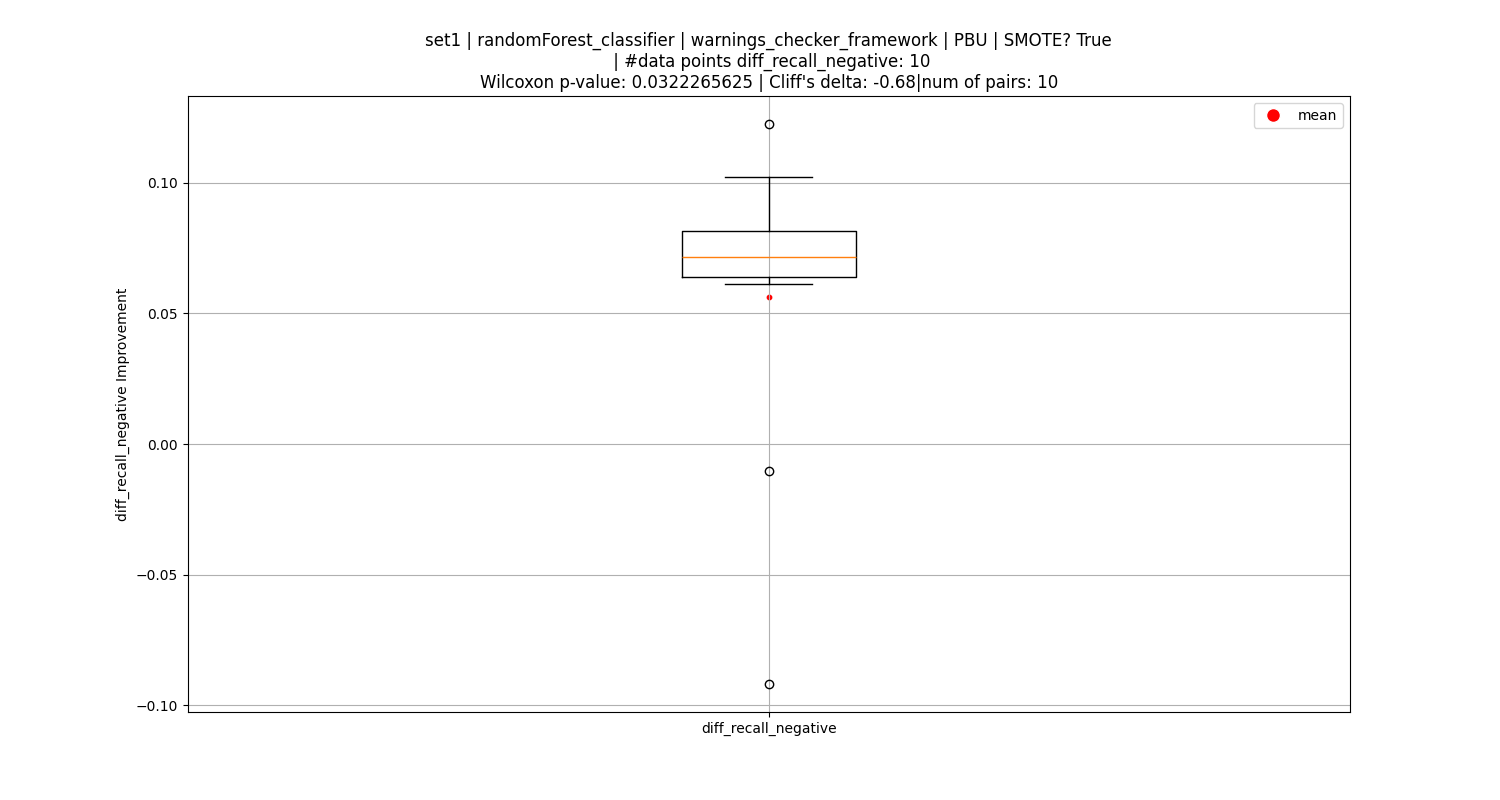 set1 | randomForest_classifier | warnings_checker_framework | PBU | SMOTE? True
| #data points diff_recall_negative: 10
Wilcoxon p-value: 0.0322265625 | Cliff's delta: -0.68|num of pairs: 10
mean
0.10
0.05
0.00
−0.05
−0.10
diff_recall_negative Improvement
diff_recall_negative